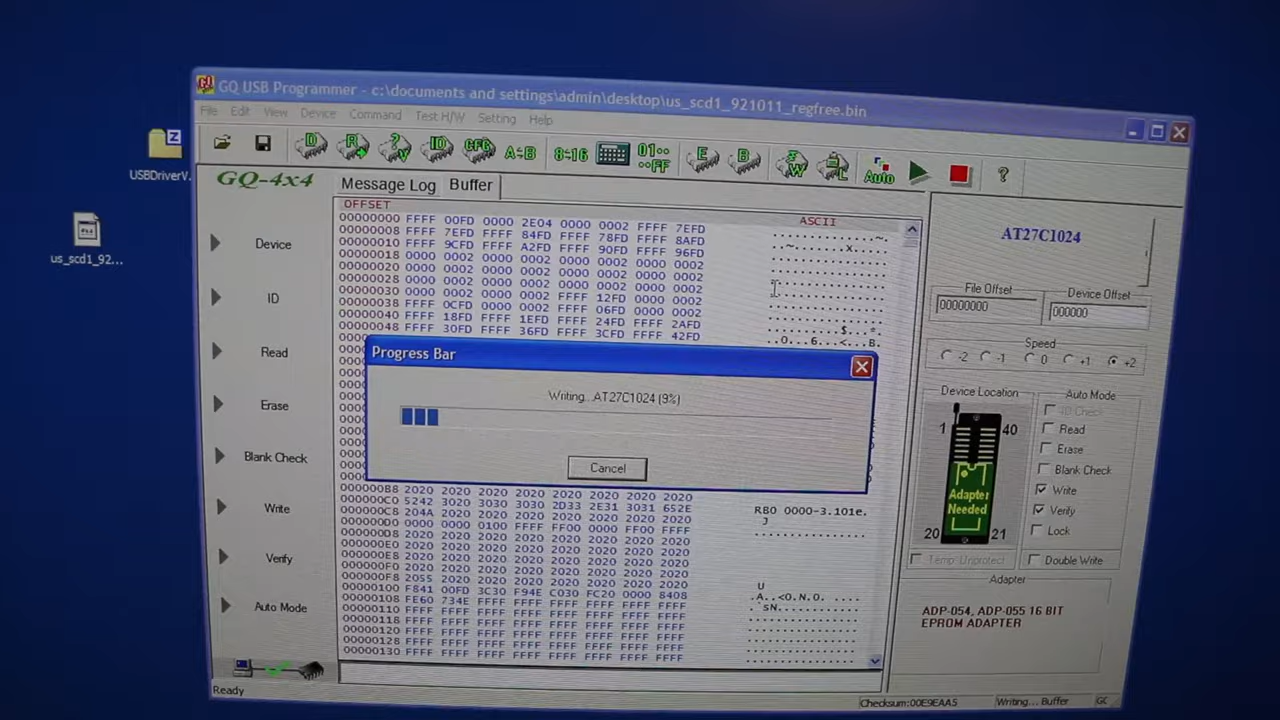 GQ USB Programmer - c:\documents and settings\admin\desktop\us_scd1_921011_regfree.bin
File Edit View Device Command Test H/W Setting Help
USBDriverV...
us_scd1_92...
GQ-4x4
Message Log Buffer
Device
ID
Read
Erase
Blank Check
Write
Verify
Auto Mode
OFFSET ASCII
00000000 FFFF 00FD 0000 2E04 0000 0002 FFFF 7EFD
00000008 FFFF 7EFD FFFF 84FD FFFF 78FD FFFF 8AFD
00000010 FFFF 9CFD FFFF A2FD FFFF 90FD FFFF 96FD
00000018 0000 0002 0000 0002 0000 0002 0000 0002
00000020 0000 0002 0000 0002 0000 0002 0000 0002
00000028 0000 0002 0000 0002 0000 0002 0000 0002
00000030 0000 0002 0000 0002 FFFF 12FD 0000 0002
00000038 FFFF 0CFD 0000 0002 FFFF 06FD 0000 0002
00000040 FFFF 18FD FFFF 1EFD FFFF 24FD FFFF 2AFD
00000048 FFFF 30FD FFFF 36FD FFFF 3CFD FFFF 42FD
Progress Bar
Writing...AT27C1024 (9%)
Cancel
000000B8 2020 2020 2020 2020 2020 2020 2020 2020
000000C0 5242 3020 3030 3030 2D33 2E31 3031 652E RBO 0000-3.101e.
000000C8 204A 2020 2020 2020 2020 2020 2020 2020 J
000000D0 0000 0000 0100 FFFF FF00 0000 FF00 FFFF
000000D8 2020 2020 2020 2020 2020 2020 2020 2020
000000E0 2020 2020 2020 2020 2020 2020 2020 2020
000000E8 2020 2020 2020 2020 2020 2020 2020 2020
000000F0 2020 2020 2020 2020 2020 2020 2020 2020
000000F8 2055 2020 2020 2020 2020 2020 2020 2020 U
00000100 F841 00FD 3C30 F94E C030 FC20 0000 8408
00000108 FE60 734E FFFF FFFF FFFF FFFF FFFF FFFF
00000110 FFFF FFFF FFFF FFFF FFFF FFFF FFFF FFFF
00000118 FFFF FFFF FFFF FFFF FFFF FFFF FFFF FFFF
00000120 FFFF FFFF FFFF FFFF FFFF FFFF FFFF FFFF
00000128 FFFF FFFF FFFF FFFF FFFF FFFF FFFF FFFF
00000130 FFFF FFFF FFFF FFFF FFFF FFFF FFFF FFFF
AT27C1024
File Offset Device Offset
00000000 000000
Speed
-2 -1 0 +1 +2
Device Location
1 40
Adapter
Needed
20 21
Auto Mode
ID Check
Read
Erase
Blank Check
Write
Verify
Lock
Temp. Unprotect Double Write
Adapter
ADP-054, ADP-055 16 BIT
EPROM ADAPTER
Ready Checksum:00E9EAA5 Writing... Buffer